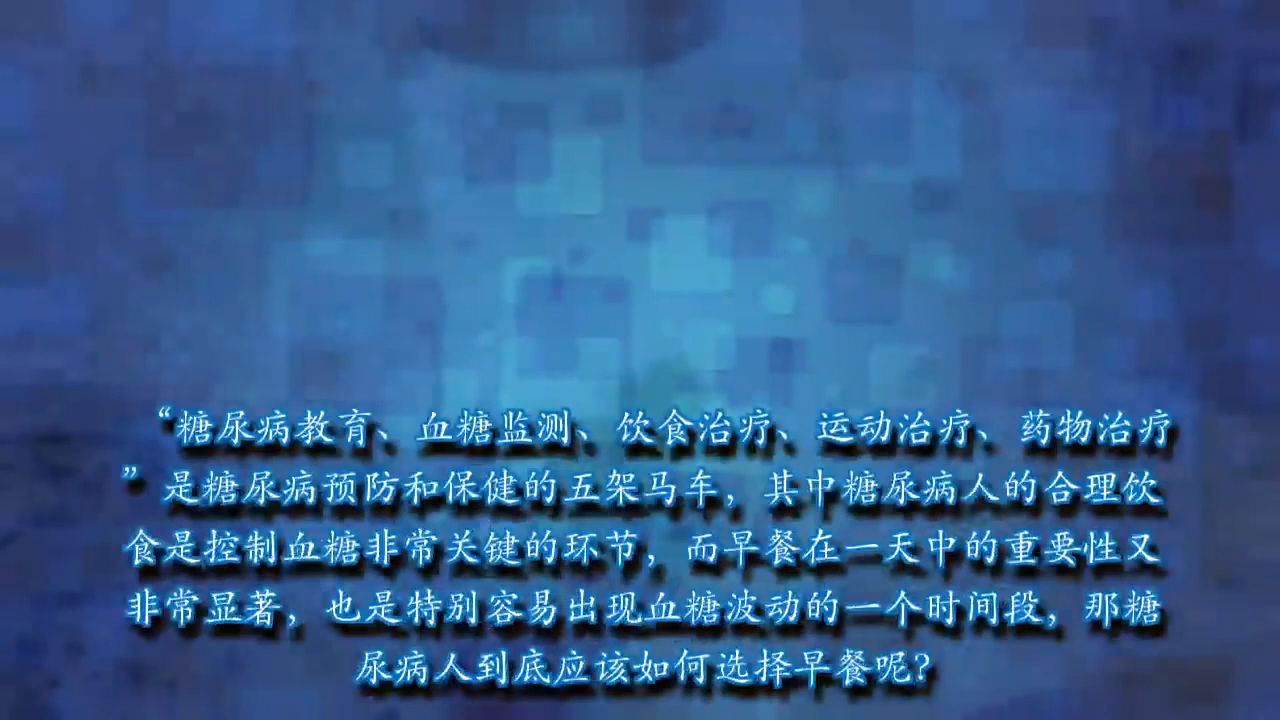 “糖尿病教育、血糖监测、饮食治疗、运动治疗、药物治疗
”是糖尿病预防和保健的五架马车，其中糖尿病人的合理饮
食是控制血糖非常关键的环节，而早餐在一天中的重要性又
非常显著，也是特别容易出现血糖波动的一个时间段，那糖
尿病人到底应该如何选择早餐呢?